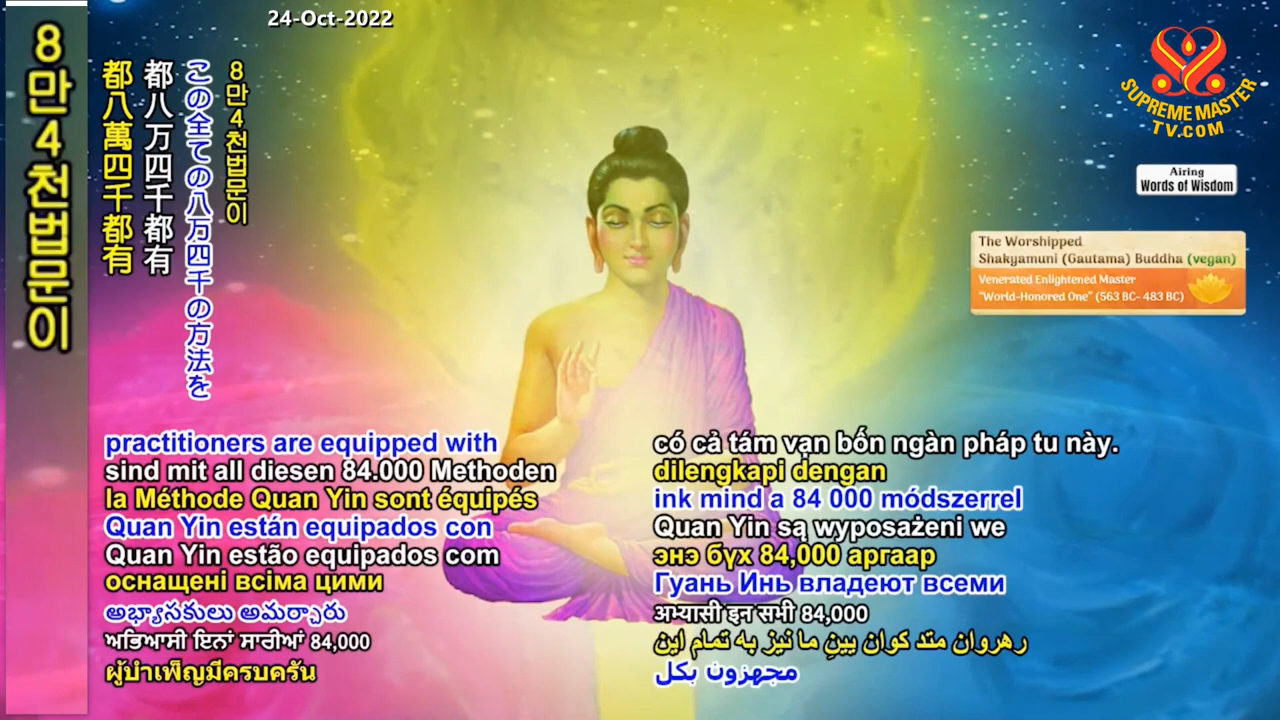 24-Oct-2022
SUPREME MASTER
TV.COM
Airing
Words of Wisdom
The Worshipped
Shakyamuni (Gautama) Buddha (vegan)
Venerated Enlightened Master
"World-Honored One" (563 BC- 483 BC)
8만4천법문이
都八萬四千都有
都八万四千都有
この全ての八万四千の方法を
8만4천법문이
practitioners are equipped with
sind mit all diesen 84.000 Methoden
la Méthode Quan Yin sont équipés
Quan Yin están equipados con
Quan Yin estão equipados com
оснащені всіма цими
అభ్యాసకులు అమర్చారు
ਅਭਿਆਸੀ ਇਨਾਂ ਸਾਰੀਆਂ 84,000
ผู้บำเพ็ญมีครบครัน
có cả tám vạn bốn ngàn pháp tu này.
dilengkapi dengan
ink mind a 84 000 módszerrel
Quan Yin są wyposażeni we
энэ бүх 84,000 аргаар
Гуань Инь владеют всеми
अभ्यासी इन सभी 84,000
رهروان متد کوان یینِ ما نیز به تمام این
مجهزون بكل